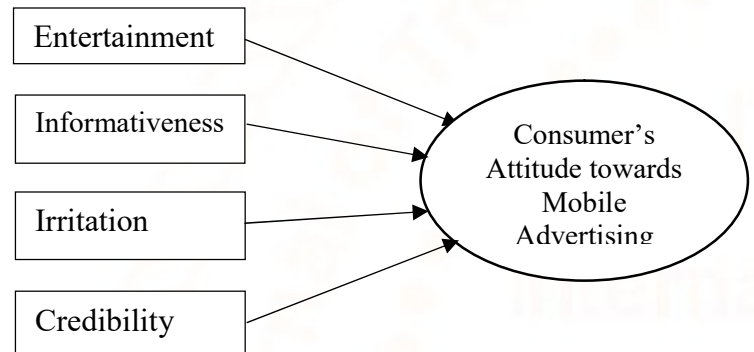 Entertainment
Informativeness
Irritation
Credibility
Consumer’s
Attitude towards
Mobile
Advertising